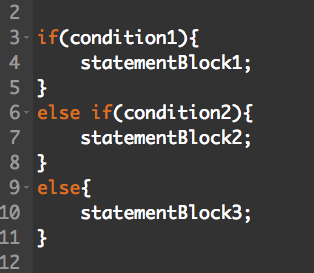 2
3 if(condition1){
4     statementBlock1;
5 }
6 else if(condition2){
7     statementBlock2;
8 }
9 else{
10     statementBlock3;
11 }
12